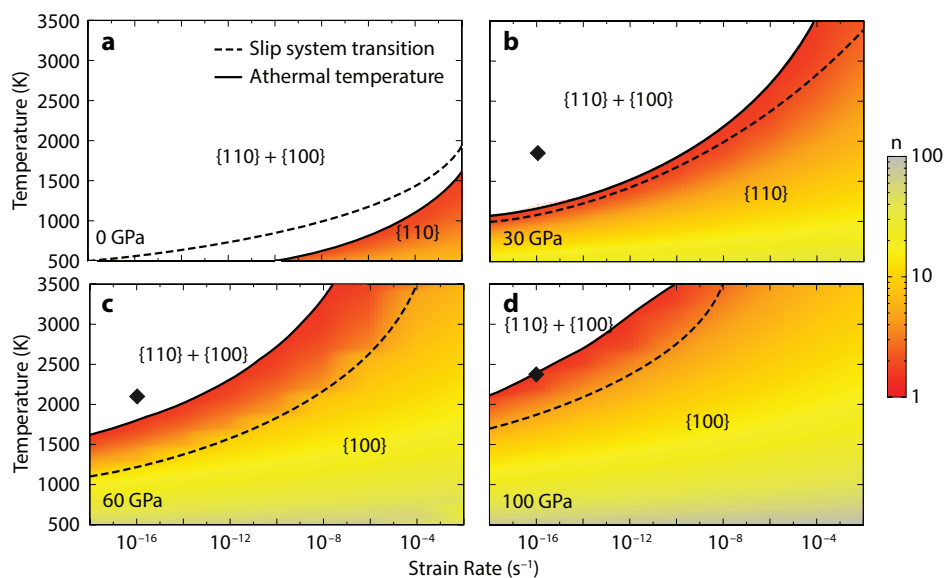 a
Slip system transition
Athermal temperature
{110} + {100}
{110}
0 GPa
Temperature (K)
3500
3000
2500
2000
1500
1000
500
b
{110} + {100}
{110}
30 GPa
n
100
10
1
c
{110} + {100}
{100}
60 GPa
Temperature (K)
3500
3000
2500
2000
1500
1000
500
10⁻¹⁶
10⁻¹²
10⁻⁸
10⁻⁴
d
{110} + {100}
{100}
100 GPa
10⁻¹⁶
10⁻¹²
10⁻⁸
10⁻⁴
Strain Rate (s⁻¹)